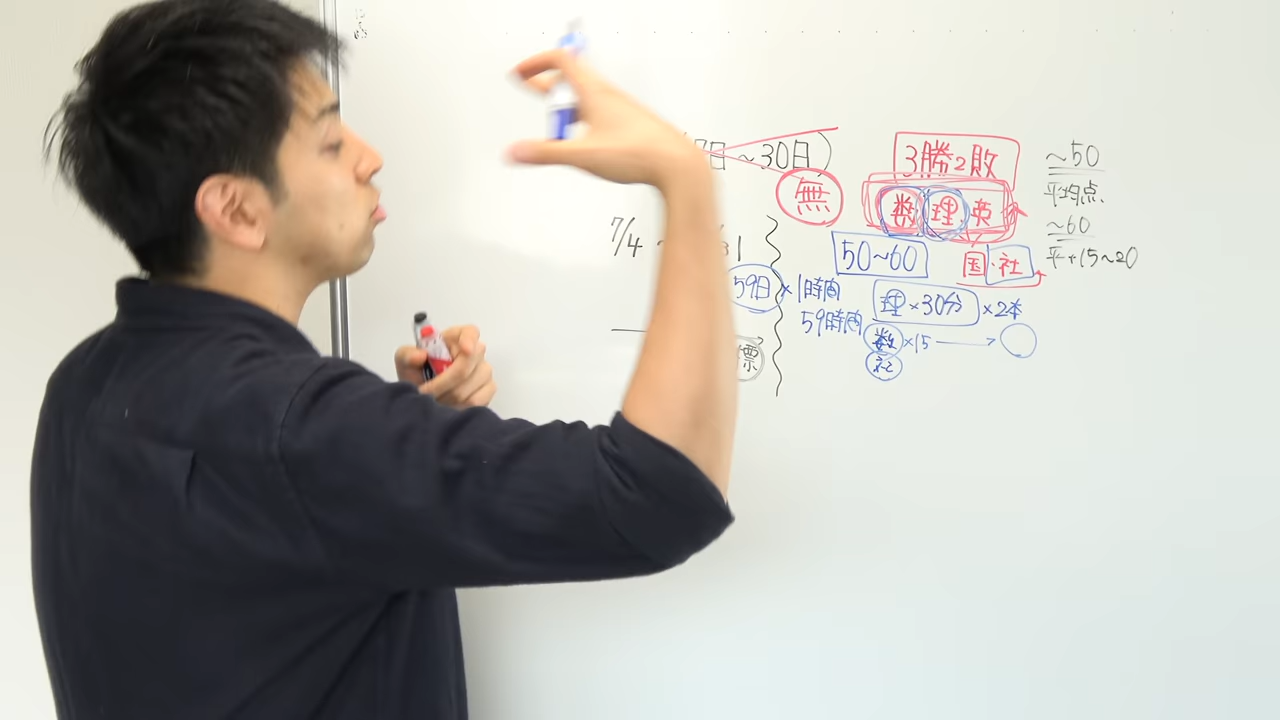 日~30日)
無
7/4 ~ 31
59日×1時間
59時間
標
3勝2敗
数 理 英
50~60
国・社
理×30分×2本
数×15
社
~50
平均点
~60
平+15~20